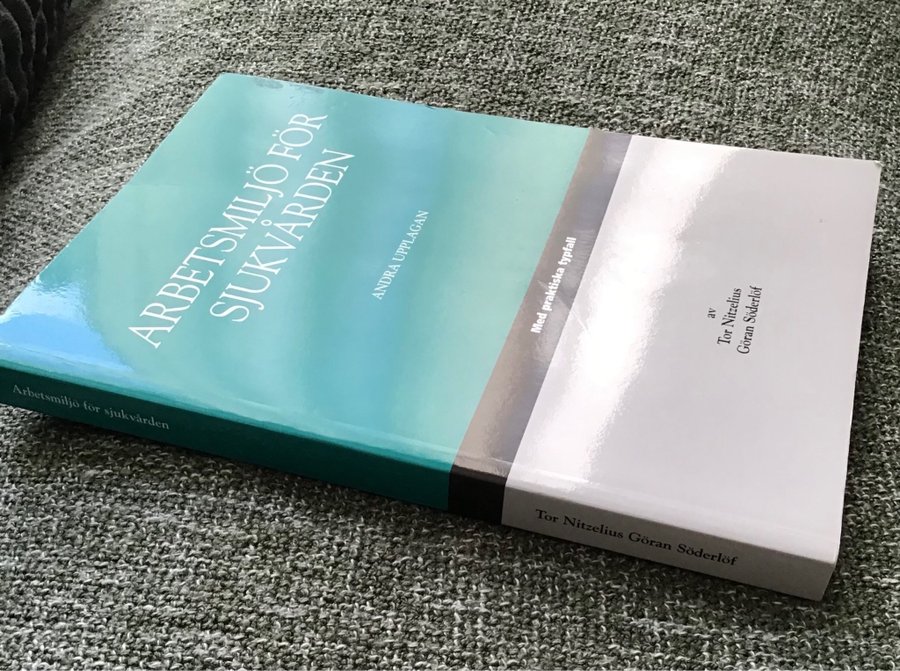 ARBETSMILJÖ FÖR
SJUKVÅRDEN
ANDRA UPPLAGAN
Med praktiska typfall
av
Tor Nitzelius
Göran Söderlöf
Arbetsmiljö för sjukvården
Tor Nitzelius Göran Söderlöf